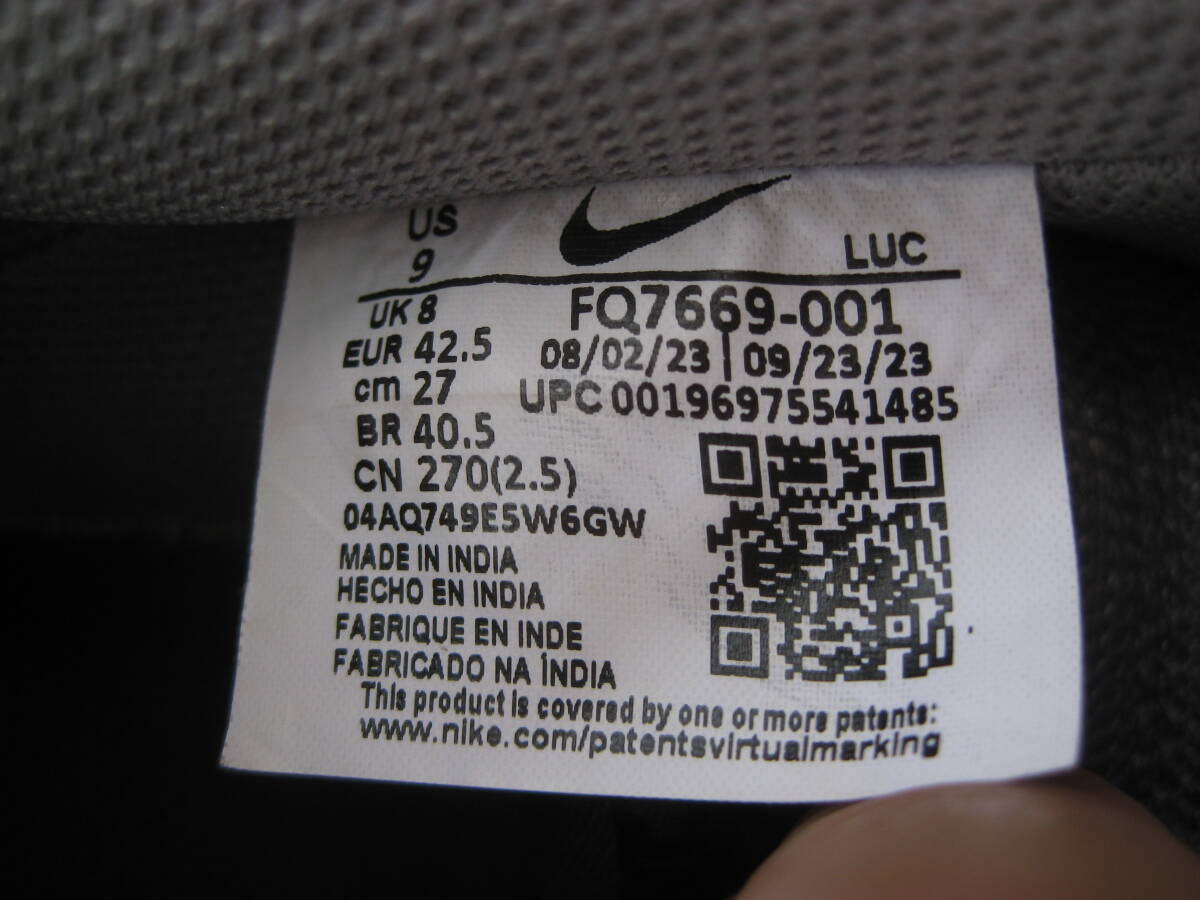 US
9
LUC
UK 8
FQ7669-001
EUR 42.5
08/02/23 | 09/23/23
cm 27
UPC 00196975541485
BR 40.5
CN 270(2.5)
04AQ749E5W6GW
MADE IN INDIA
HECHO EN INDIA
FABRIQUE EN INDE
FABRICADO NA ÍNDIA
This product is covered by one or more patents:
www.nike.com/patentsvirtualmarking